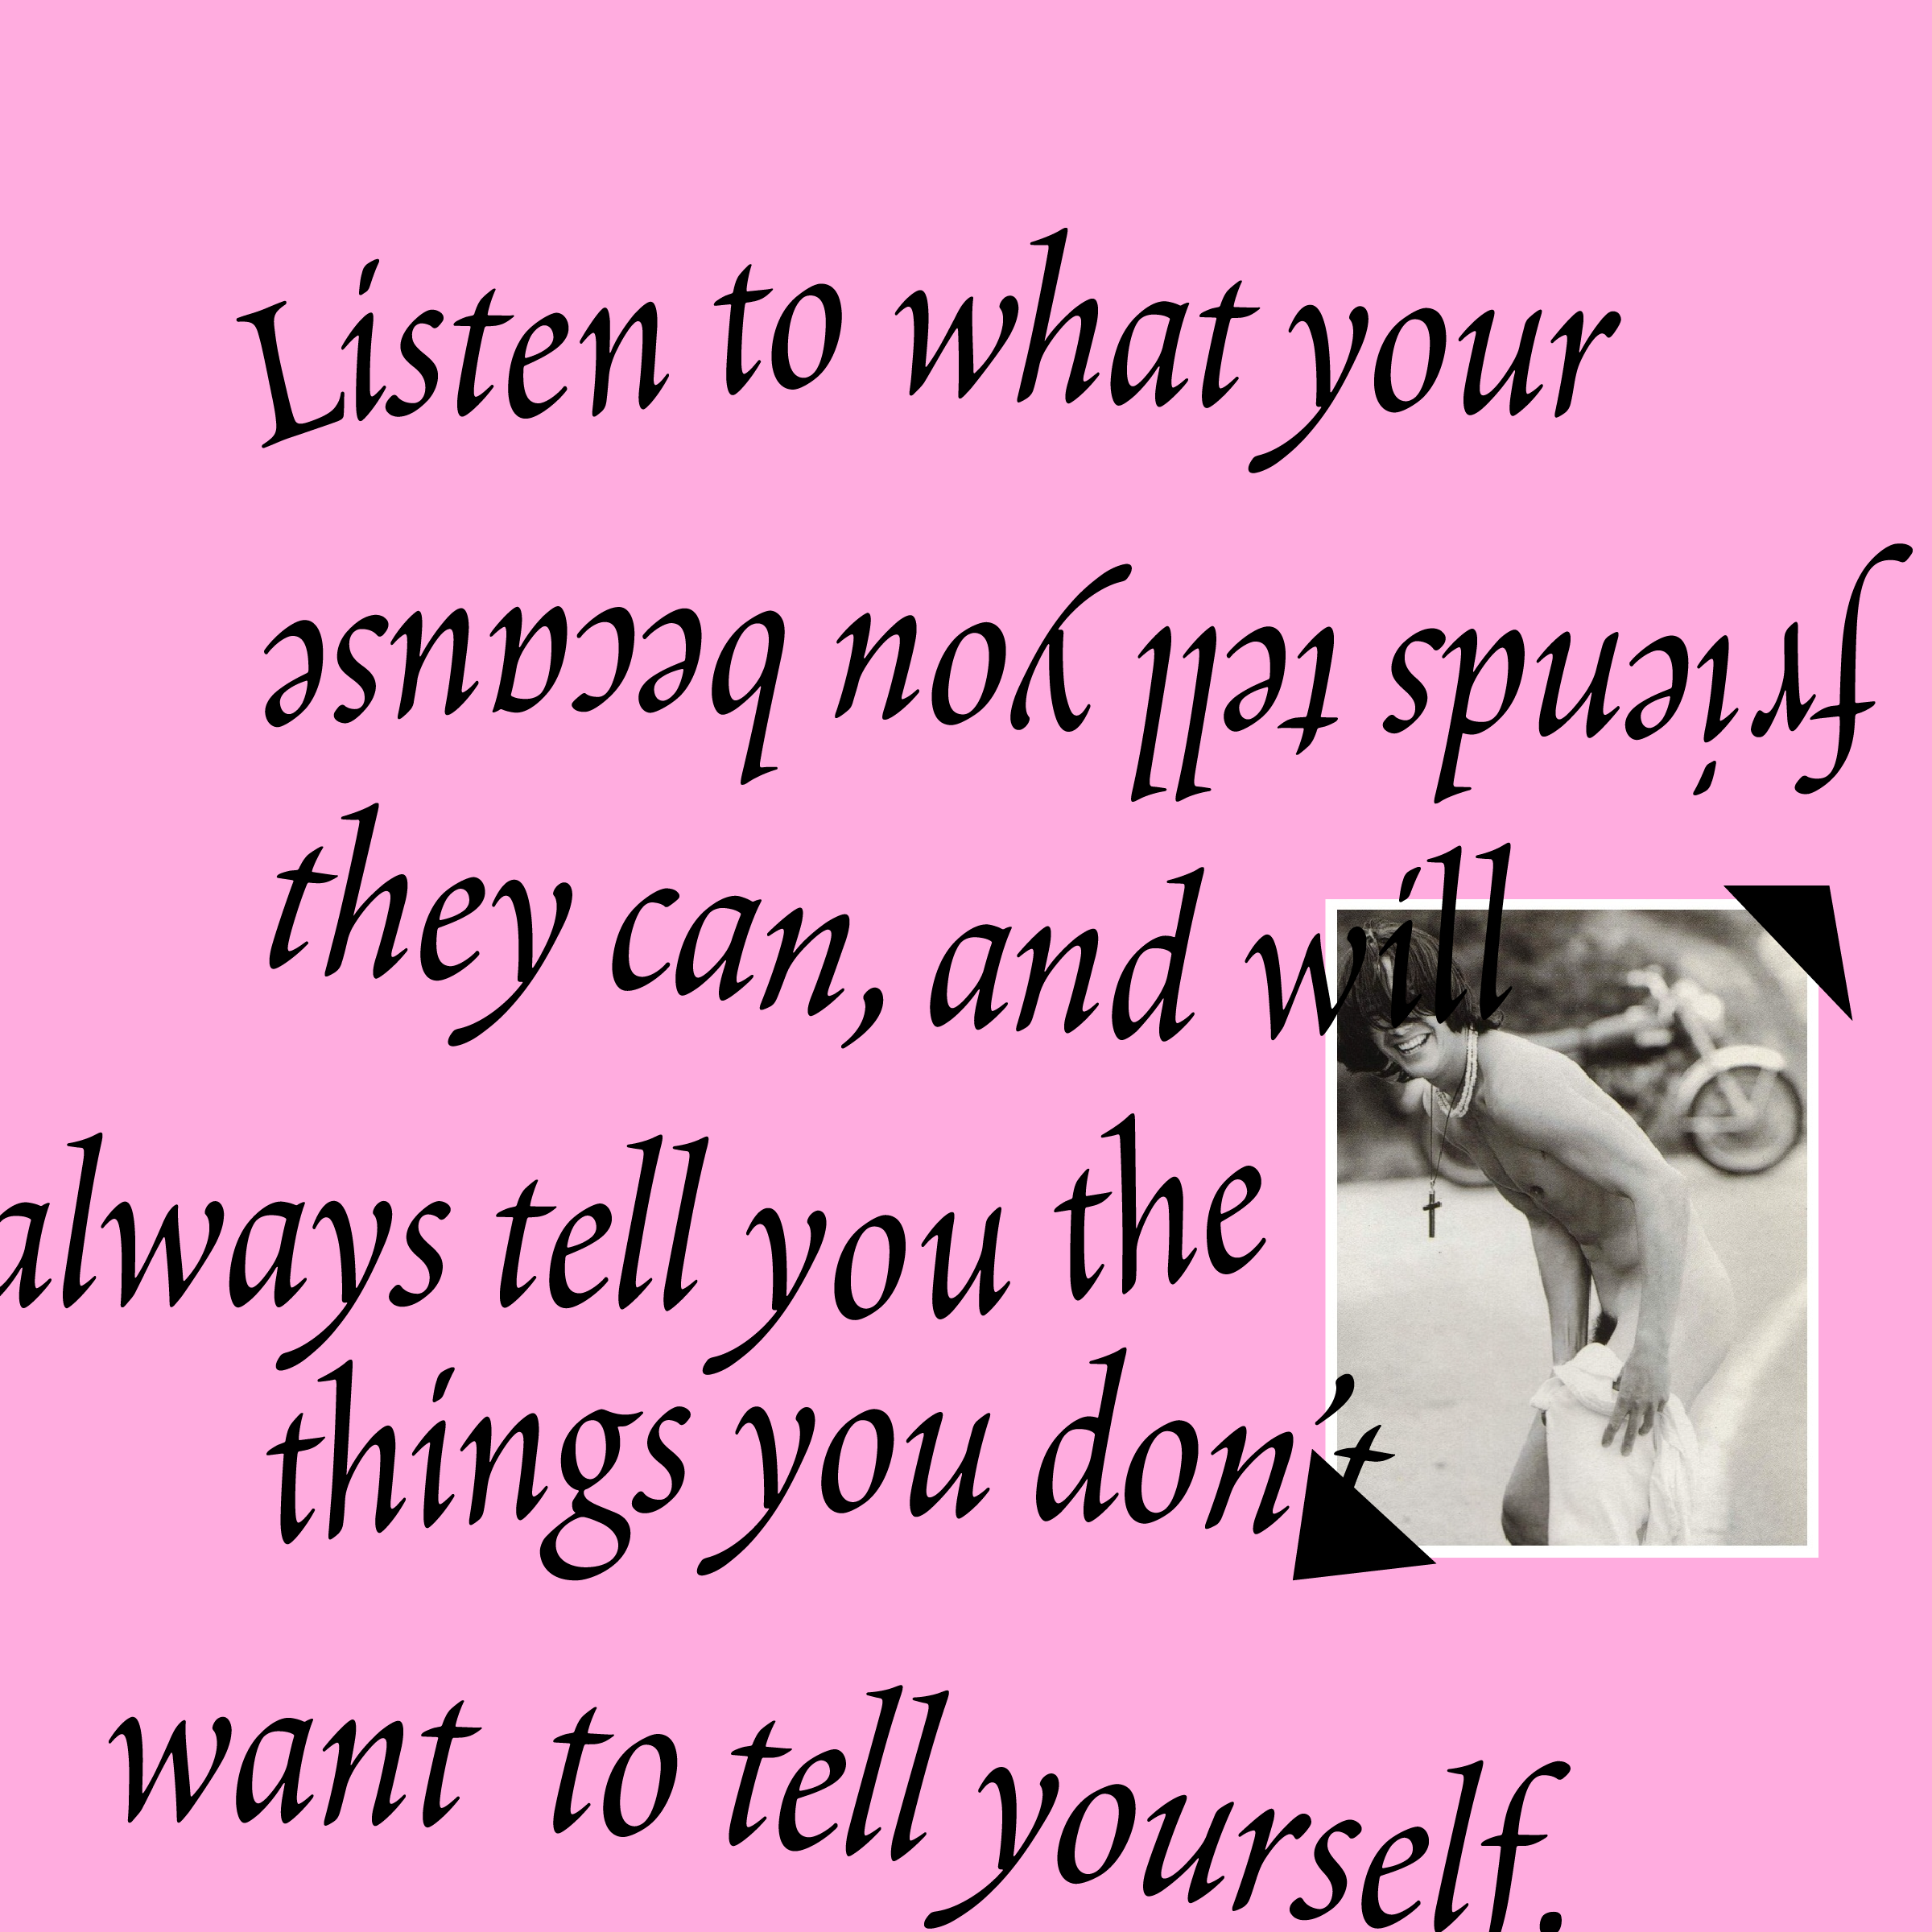 Listen to what your
friends tell you because
they can, and will
always tell you the
things you don't
want to tell yourself.